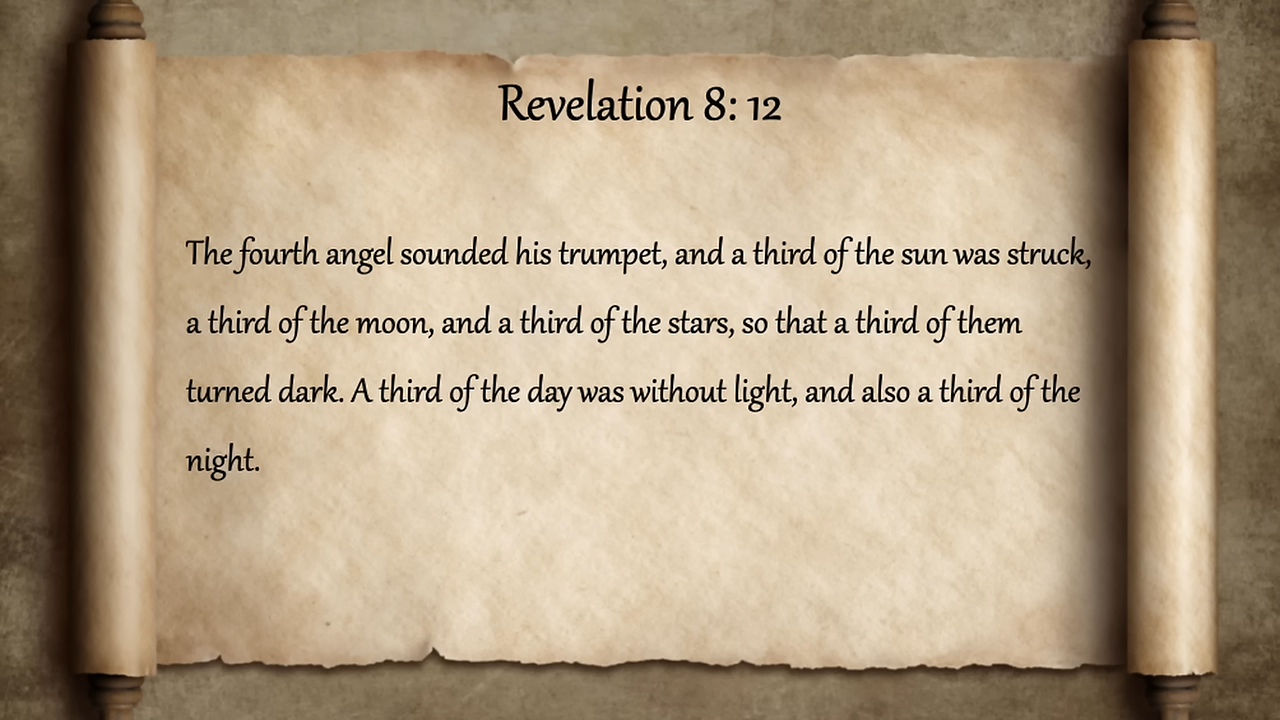 Revelation 8: 12
The fourth angel sounded his trumpet, and a third of the sun was struck,
a third of the moon, and a third of the stars, so that a third of them
turned dark. A third of the day was without light, and also a third of the
night.